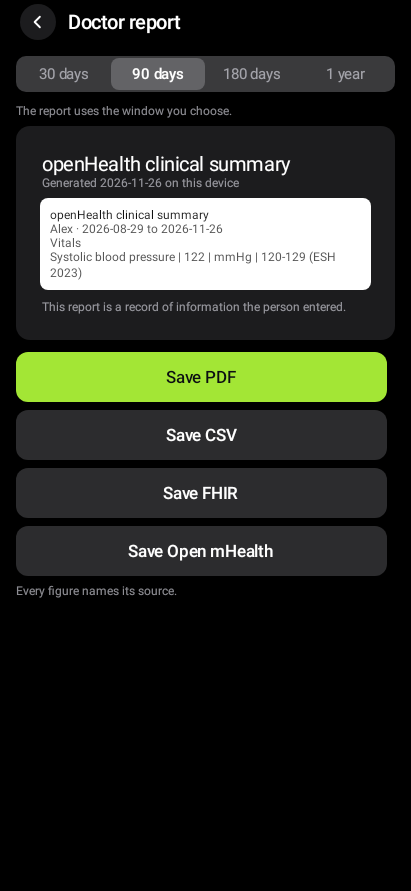 Doctor report
30 days
90 days
180 days
1 year
The report uses the window you choose.
openHealth clinical summary
Generated 2026-11-26 on this device
openHealth clinical summary
Alex · 2026-08-29 to 2026-11-26
Vitals
Systolic blood pressure | 122 | mmHg | 120-129 (ESH
2023)
This report is a record of information the person entered.
Save PDF
Save CSV
Save FHIR
Save Open mHealth
Every figure names its source.